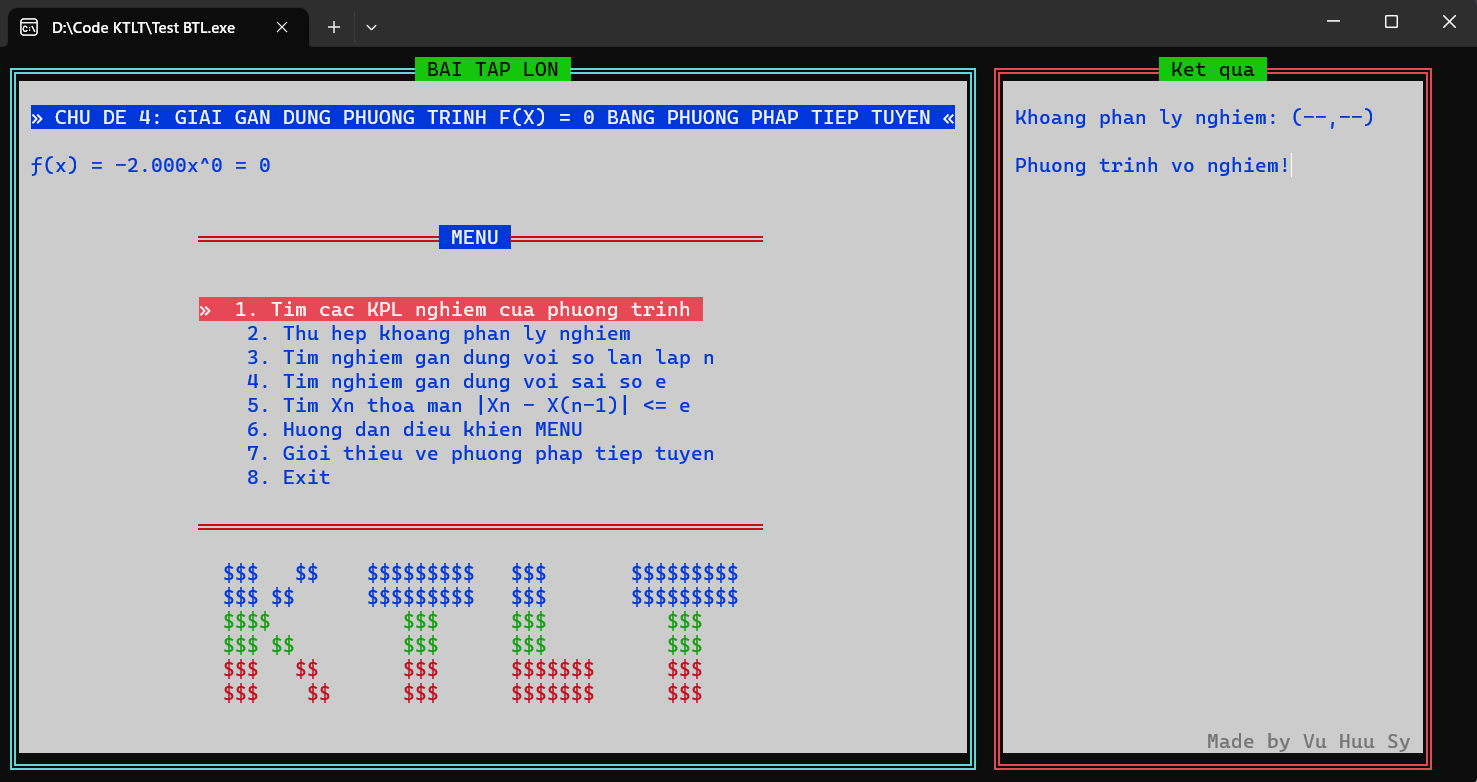 D:\Code KTLT\Test BTL.exe
BAI TAP LON
» CHU DE 4: GIAI GAN DUNG PHUONG TRINH F(X) = 0 BANG PHUONG PHAP TIEP TUYEN «
ƒ(x) = -2.000x^0 = 0
MENU
» 1. Tim cac KPL nghiem cua phuong trinh
2. Thu hep khoang phan ly nghiem
3. Tim nghiem gan dung voi so lan lap n
4. Tim nghiem gan dung voi sai so e
5. Tim Xn thoa man |Xn - X(n-1)| <= e
6. Huong dan dieu khien MENU
7. Gioi thieu ve phuong phap tiep tuyen
8. Exit
$$$   $$    $$$$$$$$$   $$$       $$$$$$$$$
$$$ $$      $$$$$$$$$   $$$       $$$$$$$$$
$$$$           $$$      $$$          $$$
$$$ $$         $$$      $$$          $$$
$$$   $$       $$$      $$$$$$$      $$$
$$$    $$      $$$      $$$$$$$      $$$
Ket qua
Khoang phan ly nghiem: (--,--)
Phuong trinh vo nghiem!
Made by Vu Huu Sy